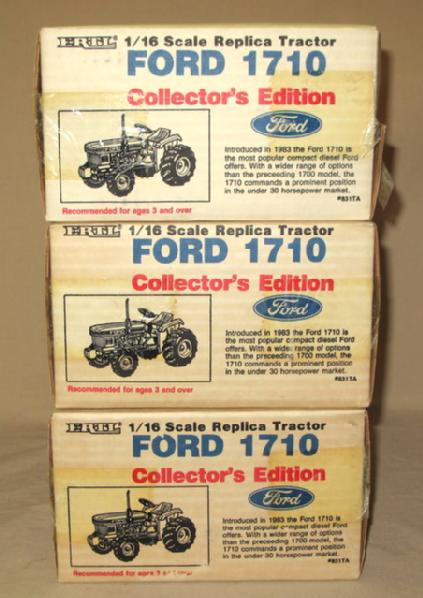 ERTL 1/16 Scale Replica Tractor
FORD 1710
Collector's Edition
Ford
Introduced in 1983 the Ford 1710 is
the most popular compact diesel Ford
offers. With a wider range of options
than the preceeding 1700 model, the
1710 commands a prominent position
in the under 30 horsepower market.
#831TA
Recommended for ages 3 and over
ERTL 1/16 Scale Replica Tractor
FORD 1710
Collector's Edition
Ford
Introduced in 1983 the Ford 1710 is
the most popular compact diesel Ford
offers. With a wider range of options
than the preceeding 1700 model, the
1710 commands a prominent position
in the under 30 horsepower market.
#831TA
Recommended for ages 3 and over
ERTL 1/16 Scale Replica Tractor
FORD 1710
Collector's Edition
Ford
Introduced in 1983 the Ford 1710 is
the most popular compact diesel Ford
offers. With a wider range of options
than the preceeding 1700 model, the
1710 commands a prominent position
in the under 30 horsepower market.
#831TA
Recommended for ages 3